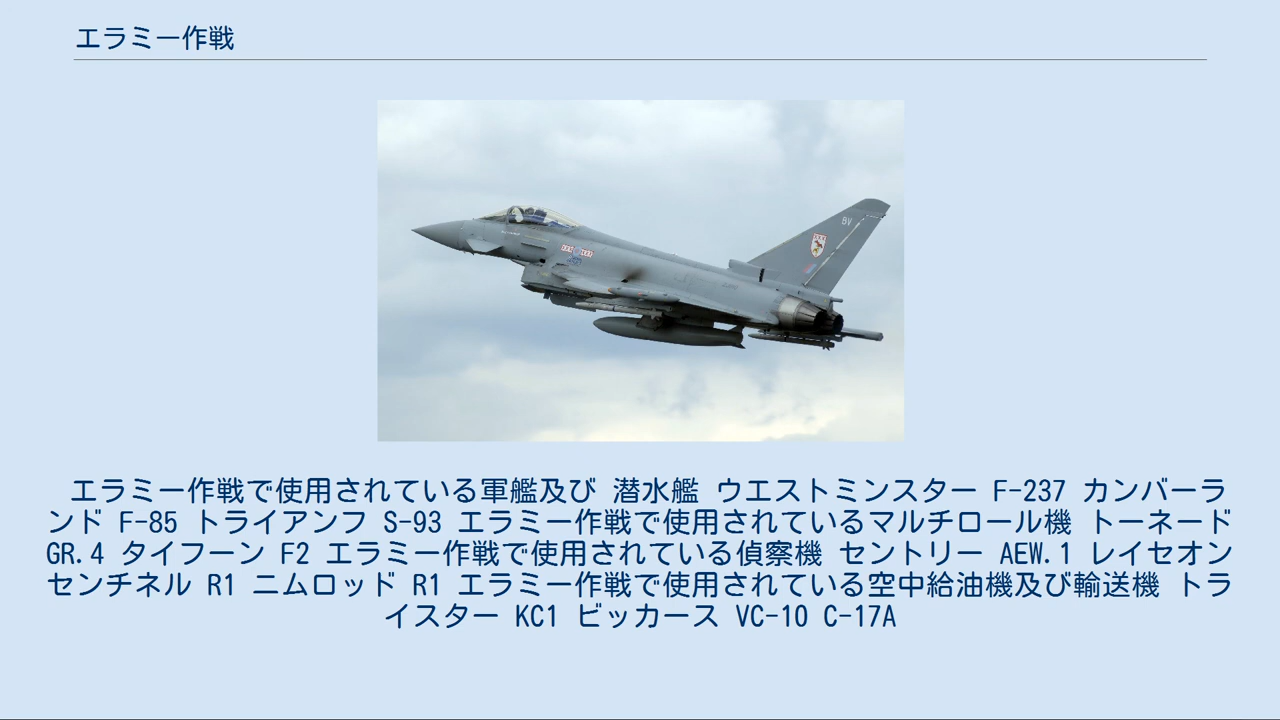 エラミー作戦
BV
エラミー作戦で使用されている軍艦及び 潜水艦 ウエストミンスター F-237 カンバーラ
ンド F-85 トライアンフ S-93 エラミー作戦で使用されているマルチロール機 トーネード
GR.4 タイフーン F2 エラミー作戦で使用されている偵察機 セントリー AEW.1 レイセオン
センチネル R1 ニムロッド R1 エラミー作戦で使用されている空中給油機及び輸送機 トラ
イスター KC1 ビッカース VC-10 C-17A